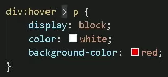 div:hover > p {
    display: block;
    color: white;
    background-color: red;
}